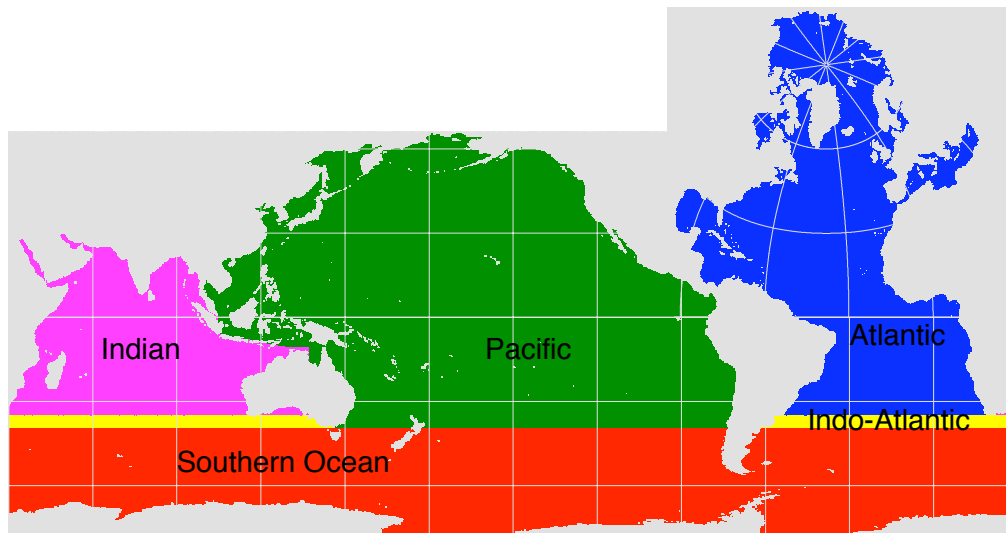 Atlantic
Indian
Pacific
Indo-Atlantic
Southern Ocean